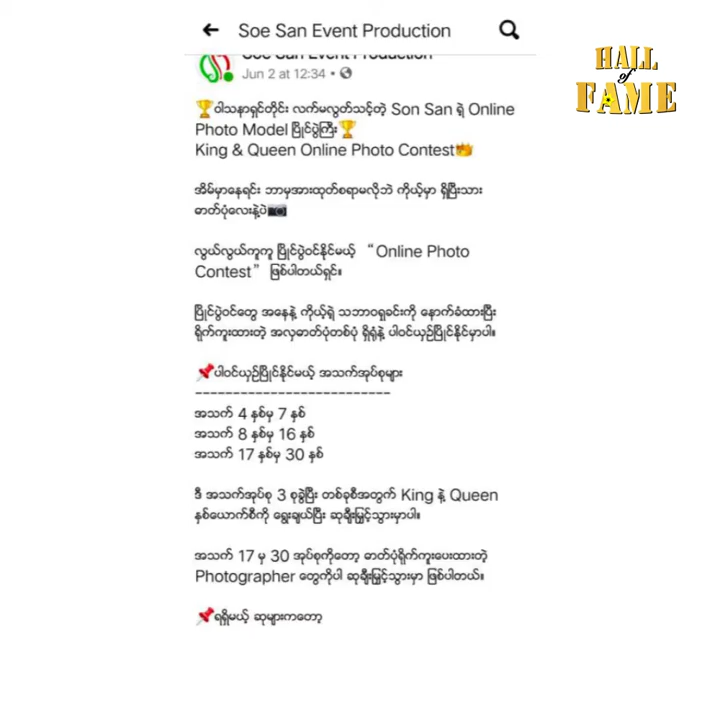 Soe San Event Production
HALL
of
FAME
Soe San Event Production
Jun 2 at 12:34
🏆ဝါသနာရှင်တိုင်း လက်မလွတ်သင့်တဲ့ Son San ရဲ့ Online
Photo Model ပြိုင်ပွဲကြီး🏆
King & Queen Online Photo Contest👑
အိမ်မှာနေရင်း ဘာမှအားထုတ်စရာမလိုဘဲ ကိုယ့်မှာ ရှိပြီးသား
ဓာတ်ပုံလေးနဲ့ပဲ📷
လွယ်လွယ်ကူကူ ပြိုင်ပွဲဝင်နိုင်မယ့် “Online Photo
Contest” ဖြစ်ပါတယ်ရှင်။
ပြိုင်ပွဲဝင်တွေ အနေနဲ့ ကိုယ့်ရဲ့ သဘာဝရှုခင်းကို နောက်ခံထားပြီး
ရိုက်ကူးထားတဲ့ အလှဓာတ်ပုံတစ်ပုံ ရှိရုံနဲ့ ပါဝင်ယှဉ်ပြိုင်နိုင်မှာပါ။
📌ပါဝင်ယှဉ်ပြိုင်နိုင်မယ့် အသက်အုပ်စုများ
--------------------------
အသက် 4 နှစ်မှ 7 နှစ်
အသက် 8 နှစ်မှ 16 နှစ်
အသက် 17 နှစ်မှ 30 နှစ်
ဒီ အသက်အုပ်စု 3 စုခွဲပြီး တစ်ခုစီအတွက် King နဲ့ Queen
နှစ်ယောက်စီကို ရွေးချယ်ပြီး ဆုချီးမြှင့်သွားမှာပါ။
အသက် 17 မှ 30 အုပ်စုကိုတော့ ဓာတ်ပုံရိုက်ကူးပေးထားတဲ့
Photographer တွေကိုပါ ဆုချီးမြှင့်သွားမှာ ဖြစ်ပါတယ်။
📌ရရှိမယ့် ဆုများကတော့